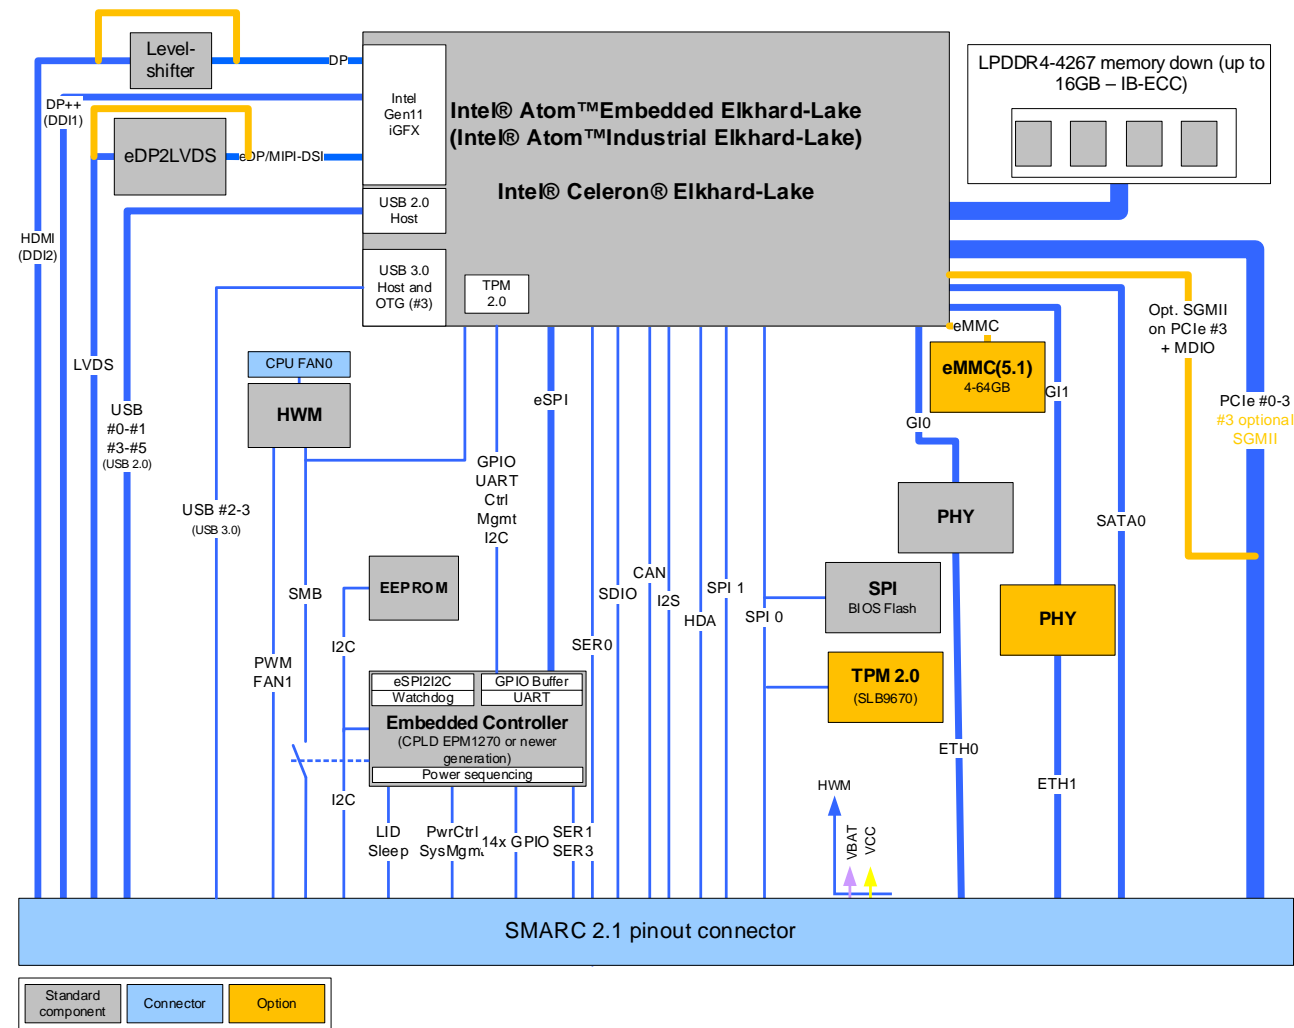 Level-
shifter
DP
LPDDR4-4267 memory down (up to
16GB – IB-ECC)
DP++
(DDI1)
Intel
Gen11
iGFX
Intel® Atom™Embedded Elkhard-Lake
(Intel® Atom™Industrial Elkhard-Lake)
Intel® Celeron® Elkhard-Lake
eDP2LVDS
eDP/MIPI-DSI
USB 2.0
Host
HDMI
(DDI2)
USB 3.0
Host and
OTG (#3)
TPM
2.0
Opt. SGMII
on PCIe #3
+ MDIO
eMMC
eMMC(5.1)
4-64GB
LVDS
CPU FAN0
HWM
eSPI
GI0
GI1
PCIe #0-3
#3 optional
SGMII
USB
#0-#1
#3-#5
(USB 2.0)
GPIO
UART
Ctrl
Mgmt
I2C
USB #2-3
(USB 3.0)
PHY
SATA0
EEPROM
SMB
SDIO
CAN
I2S
HDA
SPI 1
SPI 0
SPI
BIOS Flash
PHY
I2C
SER0
PWM
FAN1
eSPI2I2C
Watchdog
GPIO Buffer
UART
Embedded Controller
(CPLD EPM1270 or newer
generation)
Power sequencing
TPM 2.0
(SLB9670)
ETH0
ETH1
I2C
HWM
VBAT
VCC
LID
Sleep
PwrCtrl
SysMgmt
14x GPIO
SER1
SER3
SMARC 2.1 pinout connector
Standard
component
Connector
Option